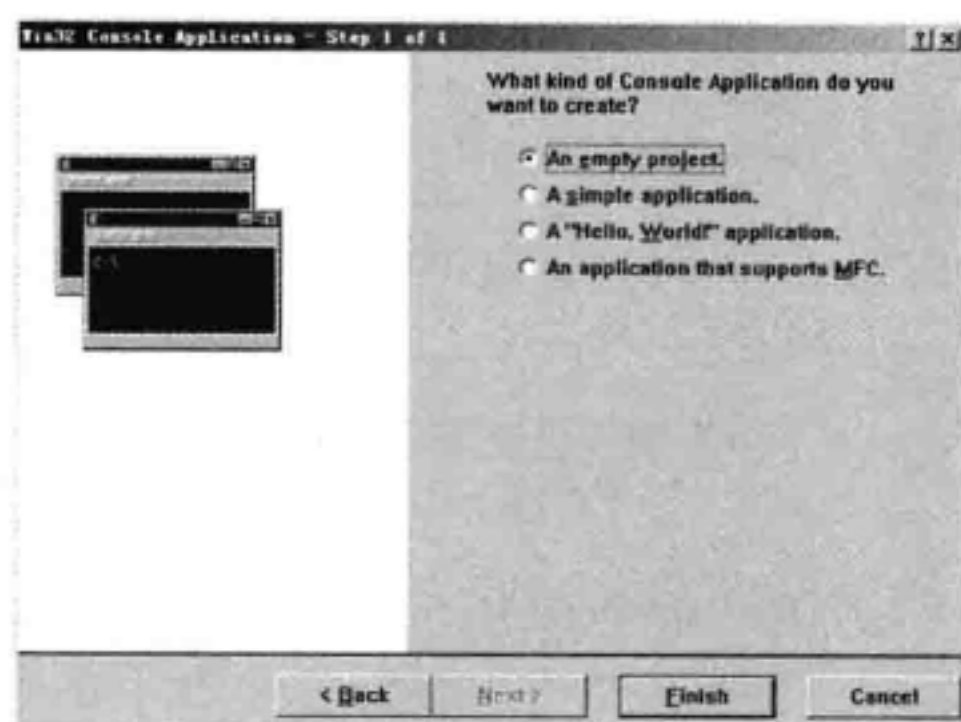 Win32 Console Application - Step 1 of 1
What kind of Console Application do you
want to create?
An empty project.
A simple application.
A "Hello, World!" application.
An application that supports MFC.
C:\
< Back
Next >
Finish
Cancel